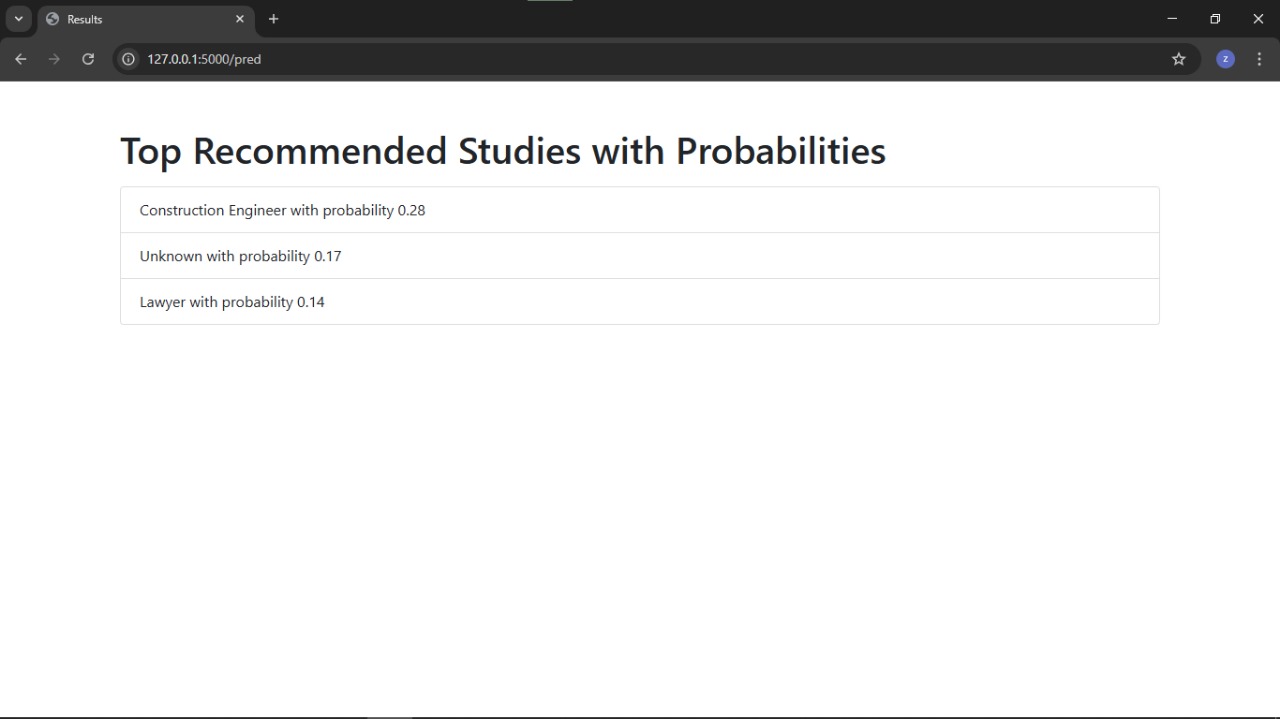 Results
127.0.0.1:5000/pred
z
Top Recommended Studies with Probabilities
Construction Engineer with probability 0.28
Unknown with probability 0.17
Lawyer with probability 0.14